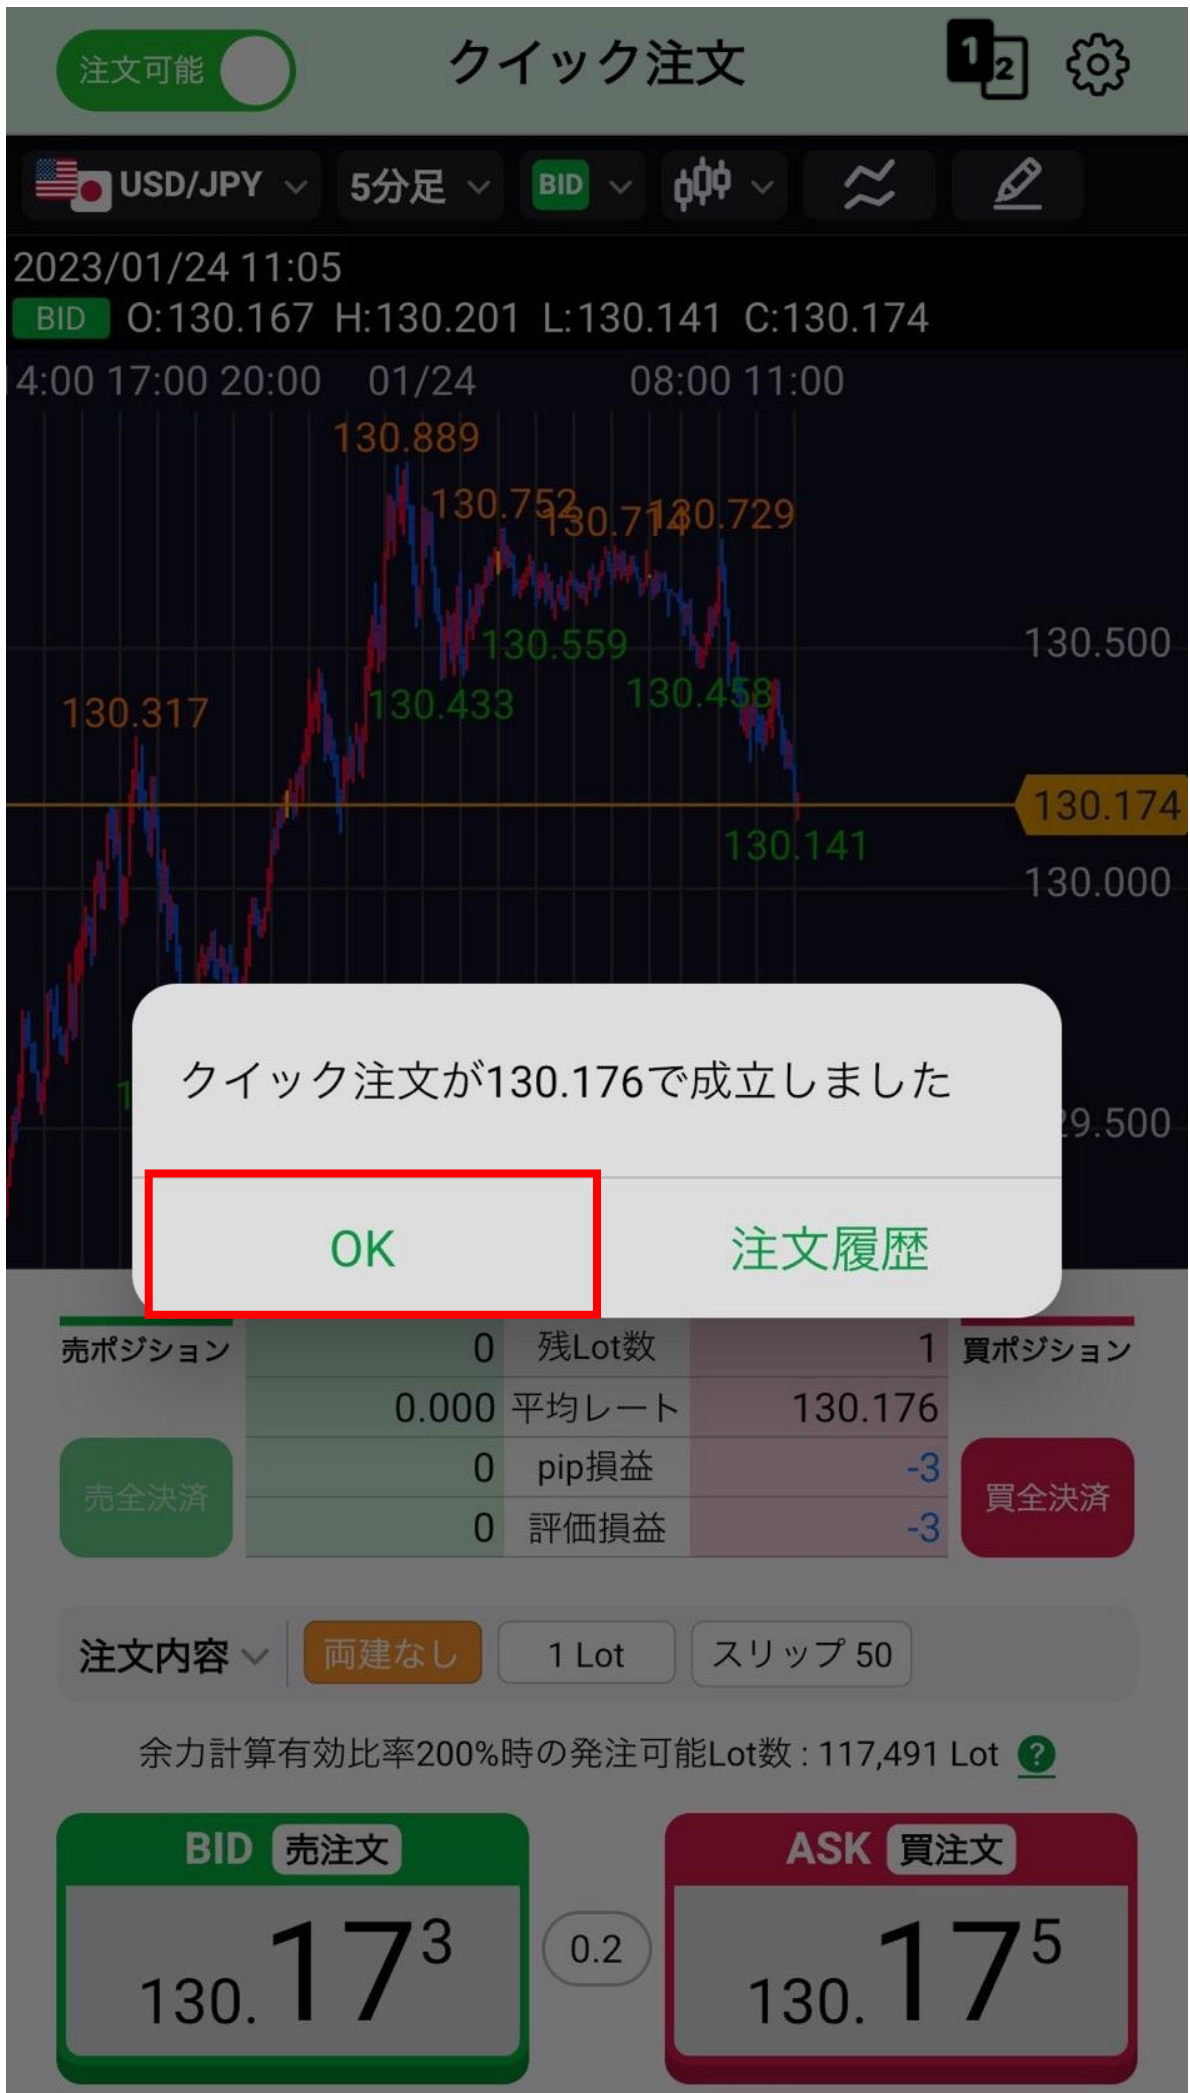 注文可能 クイック注文 1 2
USD/JPY 5分足 BID
2023/01/24 11:05
BID O:130.167 H:130.201 L:130.141 C:130.174
4:00 17:00 20:00 01/24 08:00 11:00
130.889
130.752 130.714 130.729
130.559 130.500
130.433 130.458
130.317
130.174
130.141
130.000
クイック注文が130.176で成立しました
9.500
OK 注文履歴
売ポジション 0 残Lot数 1 買ポジション
0.000 平均レート 130.176
0 pip損益 -3
売全決済 買全決済
0 評価損益 -3
注文内容 両建なし 1 Lot スリップ 50
余力計算有効比率200%時の発注可能Lot数 : 117,491 Lot ?
BID 売注文 ASK 買注文
130.173 0.2 130.175